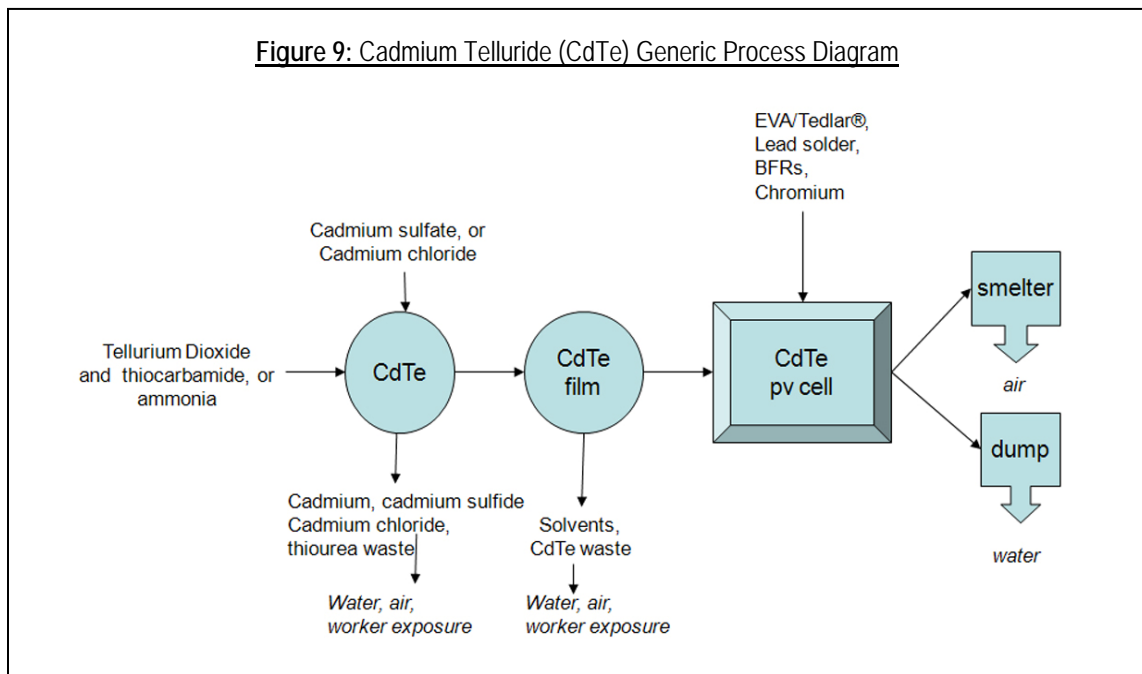 Figure 9: Cadmium Telluride (CdTe) Generic Process Diagram
EVA/Tedlar®,
Lead solder,
BFRs,
Chromium
Cadmium sulfate, or
Cadmium chloride
Tellurium Dioxide
and thiocarbamide, or
ammonia
CdTe
CdTe
film
CdTe
pv cell
smelter
air
dump
water
Cadmium, cadmium sulfide
Cadmium chloride,
thiourea waste
Water, air,
worker exposure
Solvents,
CdTe waste
Water, air,
worker exposure